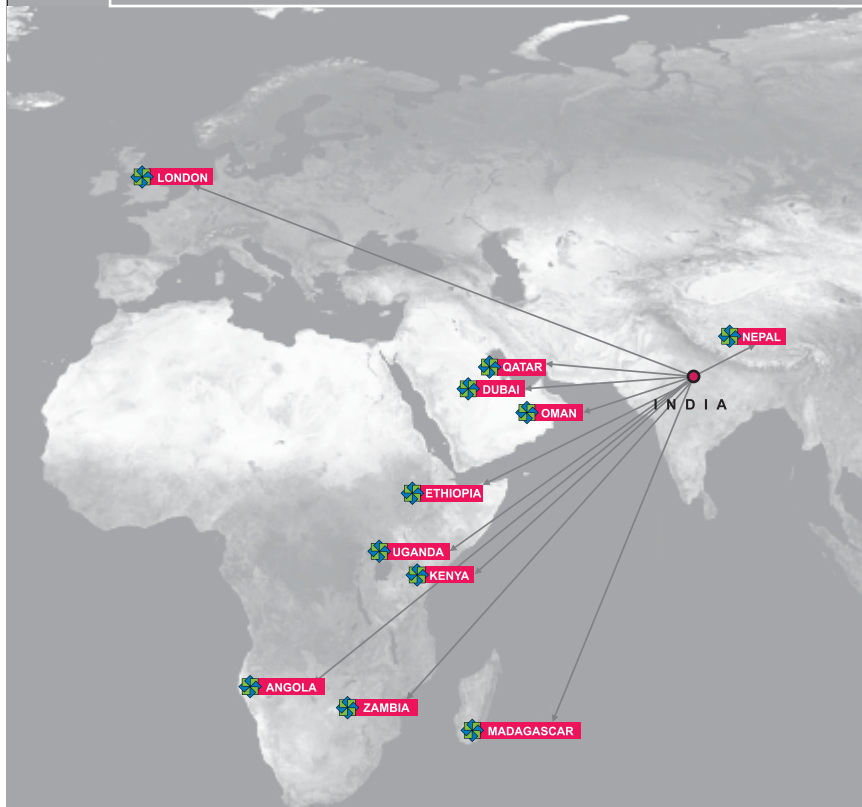 LONDON
NEPAL
QATAR
DUBAI
INDIA
OMAN
ETHIOPIA
UGANDA
KENYA
ANGOLA
ZAMBIA
MADAGASCAR